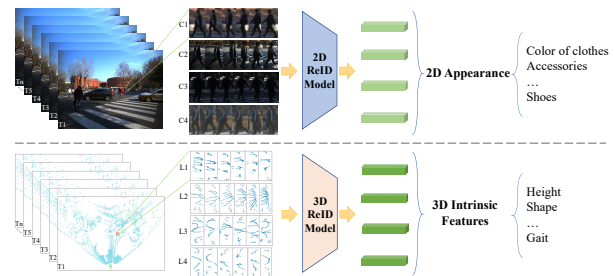 C1
C2
C3
C4
Tn
T5
T4
T3
T2
T1
2D
ReID
Model
2D Appearance
Color of clothes
Accessories
…
Shoes
L1
L2
L3
L4
Tn
T5
T4
T3
T2
T1
3D
ReID
Model
3D Intrinsic
Features
Height
Shape
…
Gait